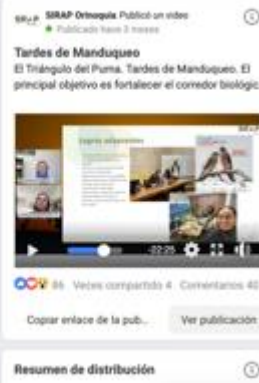 SIRAP Orinoquia Publicó un video
Publicado hace 3 meses
Tardes de Manduqueo
El Triángulo del Puma. Tardes de Manduqueo. El
principal objetivo es fortalecer el corredor biológic
-22:25
86 Veces compartido 4 Comentarios 40
Copiar enlace de la pub...
Ver publicación
Resumen de distribución